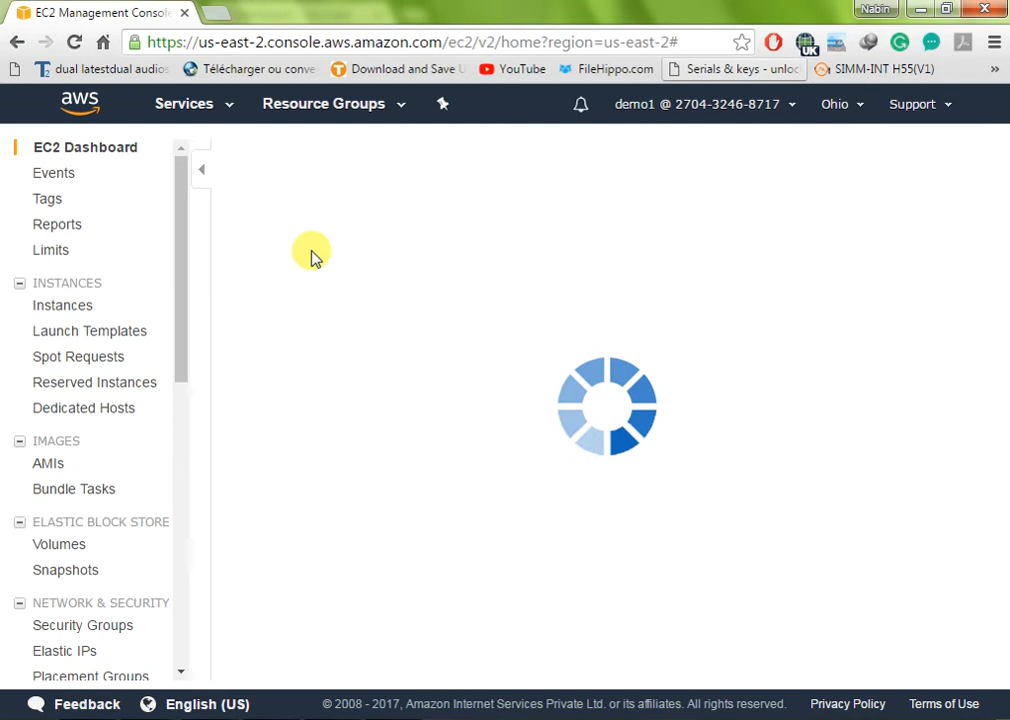 EC2 Management Console
Nabin
https://us-east-2.console.aws.amazon.com/ec2/v2/home?region=us-east-2#
UK
dual latestdual audios
Télécharger ou conve
Download and Save U
YouTube
FileHippo.com
Serials & keys - unloc
SIMM-INT H55(V1)
»
aws
Services
Resource Groups
demo1 @ 2704-3246-8717
Ohio
Support
EC2 Dashboard
Events
Tags
Reports
Limits
INSTANCES
Instances
Launch Templates
Spot Requests
Reserved Instances
Dedicated Hosts
IMAGES
AMIs
Bundle Tasks
ELASTIC BLOCK STORE
Volumes
Snapshots
NETWORK & SECURITY
Security Groups
Elastic IPs
Placement Groups
Feedback
English (US)
© 2008 - 2017, Amazon Internet Services Private Ltd. or its affiliates. All rights reserved.
Privacy Policy
Terms of Use